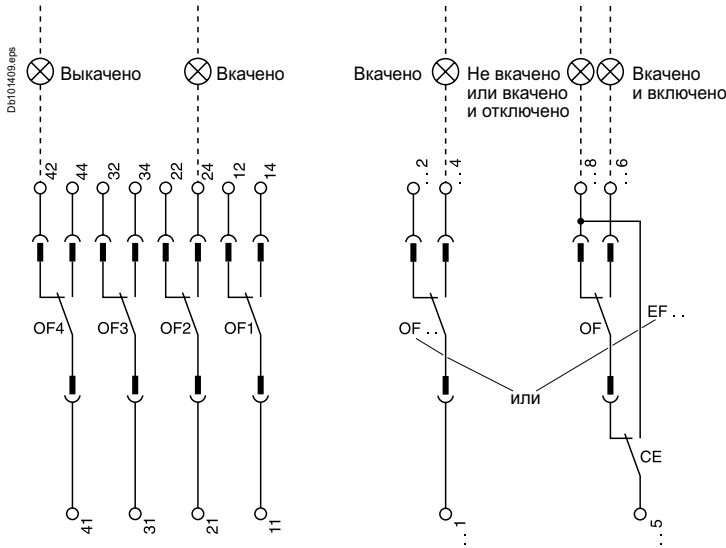 Db101409.eps
Выкачено
Вкачено
Вкачено
Не вкачено
или вкачено
и отключено
Вкачено
и включено
42
44
32
34
22
24
12
14
. . 2
. . 4
. . 8
. . 6
OF4
OF3
OF2
OF1
OF . .
OF
EF . .
или
CE
41
31
21
11
. . 1
. . 5